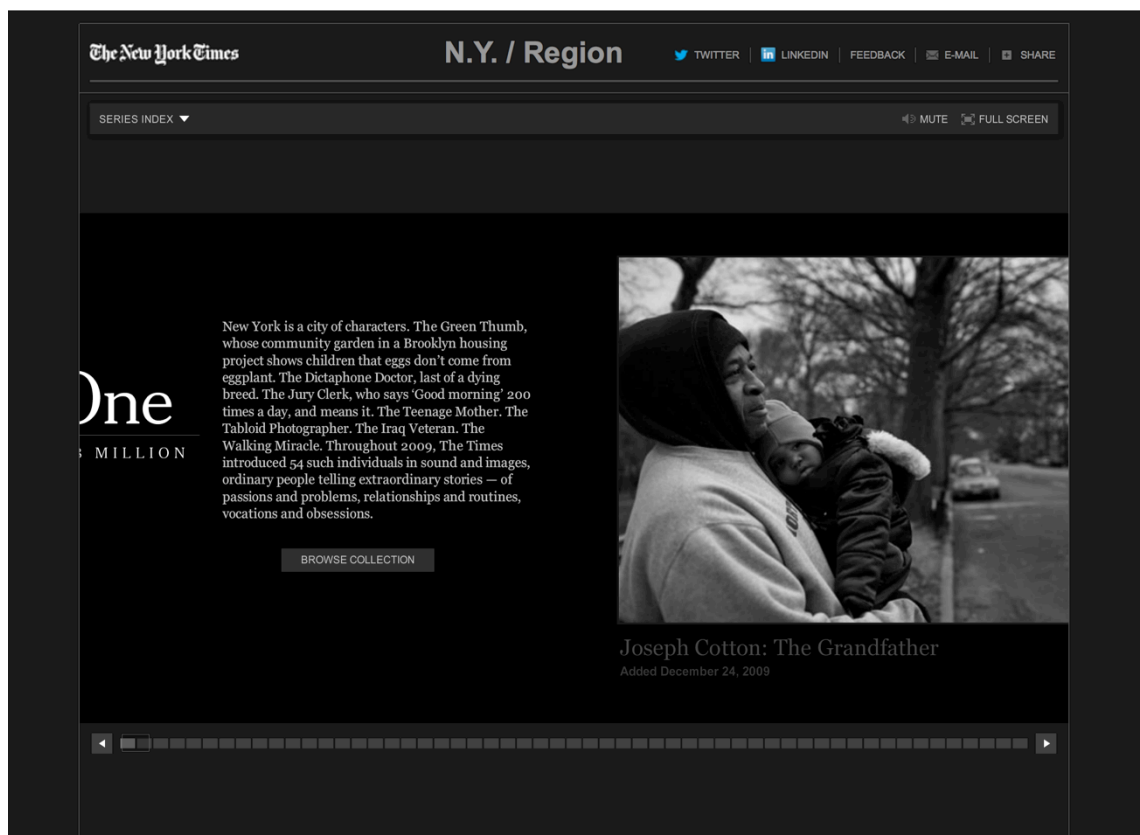 The New York Times
N.Y. / Region
TWITTER
LINKEDIN
FEEDBACK
E-MAIL
SHARE
SERIES INDEX
MUTE
FULL SCREEN
One
MILLION
New York is a city of characters. The Green Thumb,
whose community garden in a Brooklyn housing
project shows children that eggs don’t come from
eggplant. The Dictaphone Doctor, last of a dying
breed. The Jury Clerk, who says ‘Good morning’ 200
times a day, and means it. The Teenage Mother. The
Tabloid Photographer. The Iraq Veteran. The
Walking Miracle. Throughout 2009, The Times
introduced 54 such individuals in sound and images,
ordinary people telling extraordinary stories — of
passions and problems, relationships and routines,
vocations and obsessions.
BROWSE COLLECTION
Joseph Cotton: The Grandfather
Added December 24, 2009